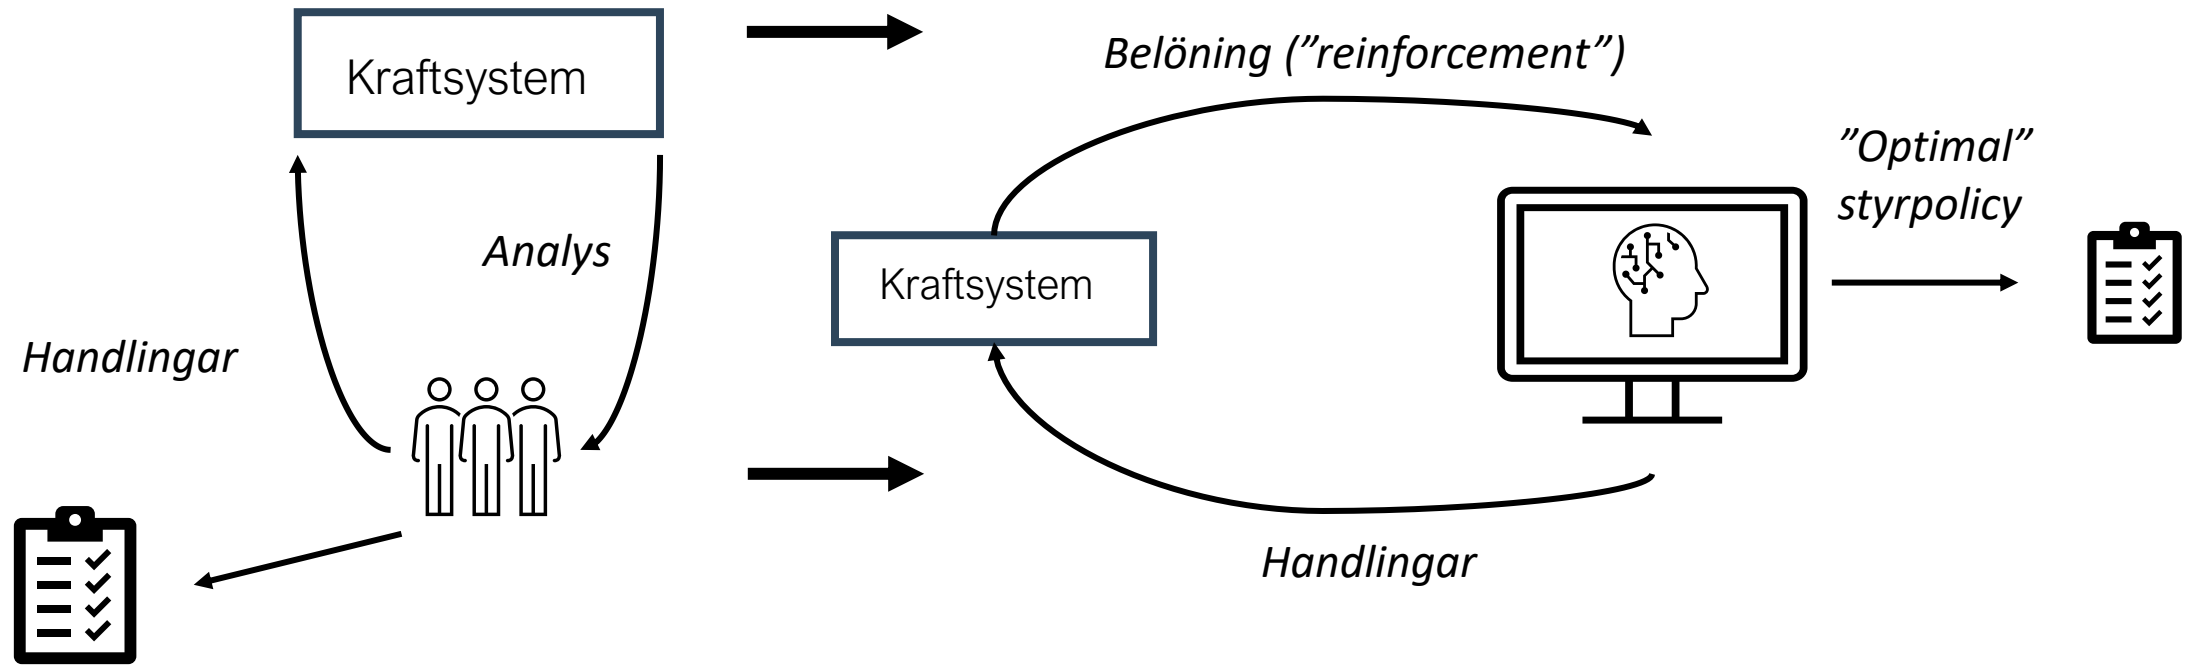 Kraftsystem
Analys
Handlingar
Belöning (”reinforcement”)
Kraftsystem
Handlingar
”Optimal”
styrpolicy